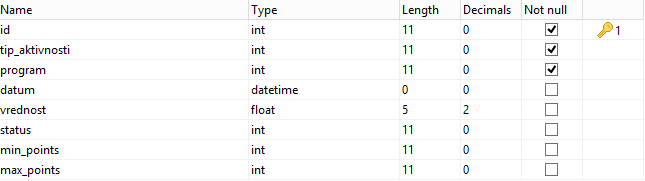 Name Type Length Decimals Not null
id int 11 0 1
tip_aktivnosti int 11 0
program int 11 0
datum datetime 0 0
vrednost float 5 2
status int 11 0
min_points int 11 0
max_points int 11 0